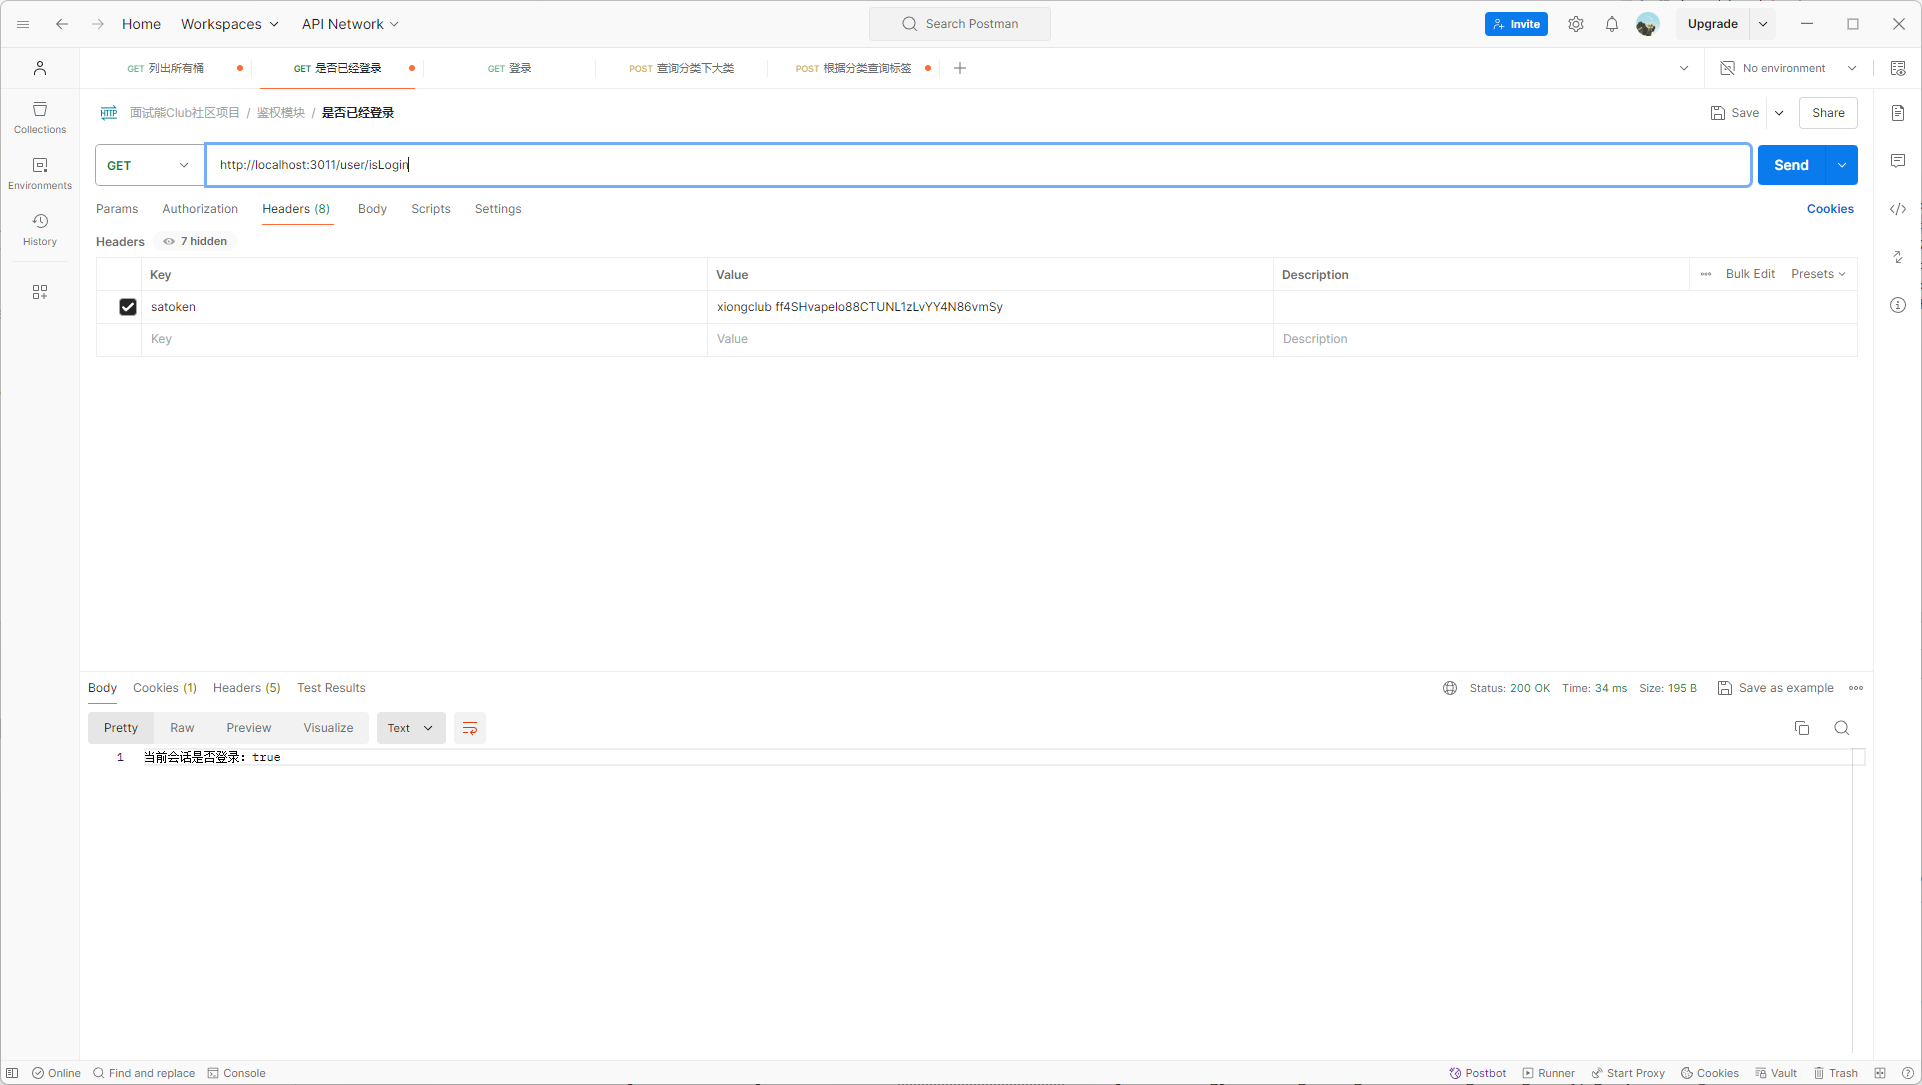 Home Workspaces API Network Search Postman Invite Upgrade
GET 列出所有桶 GET 是否已经登录 GET 登录 POST 查询分类下大类 POST 根据分类查询标签 No environment
HTTP 面试熊Club社区项目 / 鉴权模块 / 是否已经登录 Save Share
Collections
GET http://localhost:3011/user/isLogin Send
Environments
Params Authorization Headers (8) Body Scripts Settings Cookies
History
Headers 7 hidden
Key Value Description Bulk Edit Presets
satoken xiongclub ff4SHvapeIo88CTUNL1zLvYY4N86vmSy
Key Value Description
Body Cookies (1) Headers (5) Test Results Status: 200 OK Time: 34 ms Size: 195 B Save as example
Pretty Raw Preview Visualize Text
1 当前会话是否登录：true
Online Find and replace Console Postbot Runner Start Proxy Cookies Vault Trash